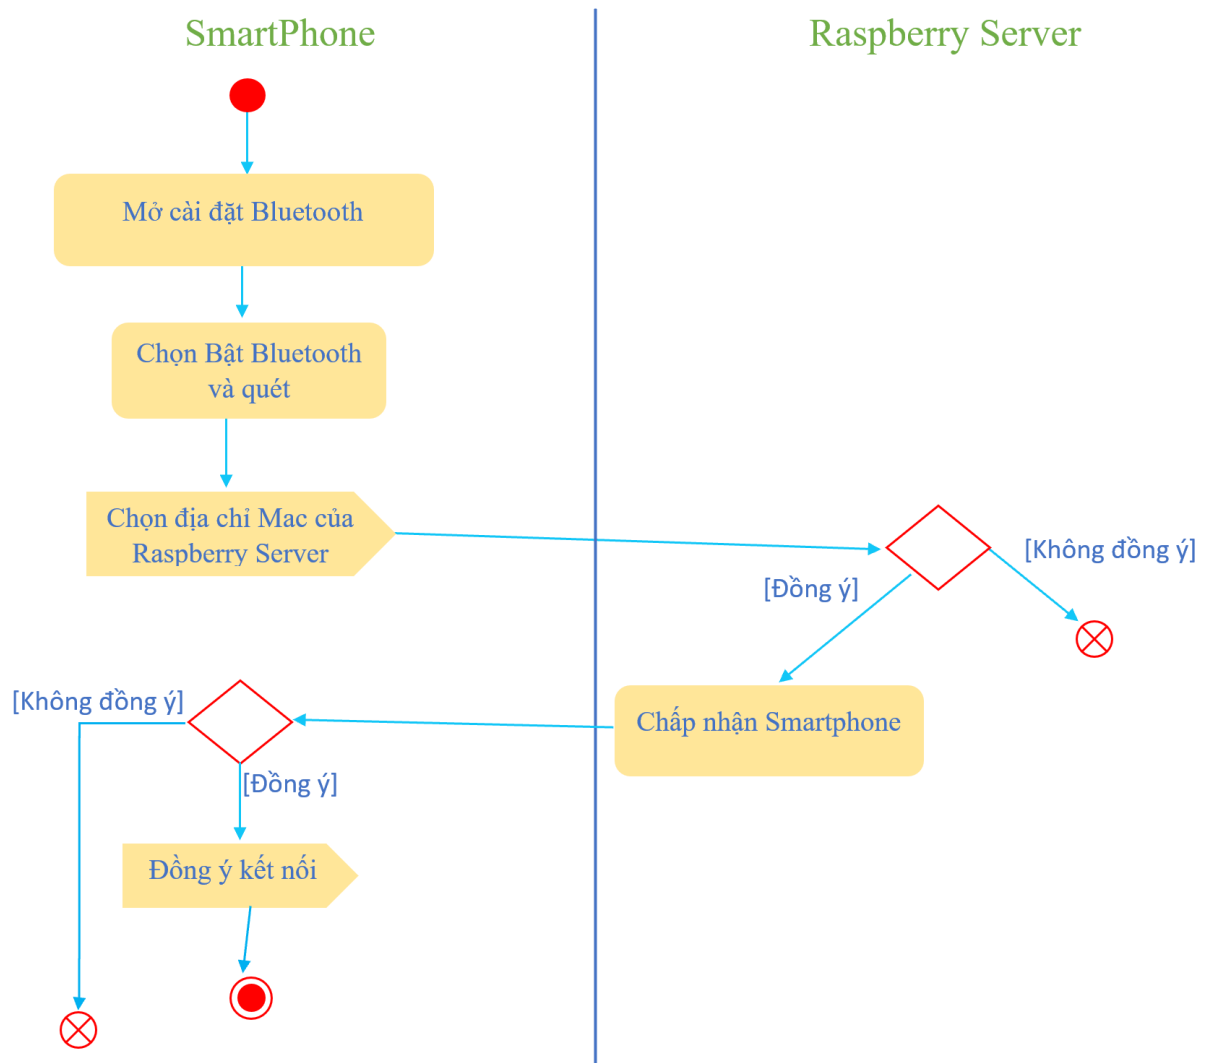 SmartPhone
Raspberry Server
Mở cài đặt Bluetooth
Chọn Bật Bluetooth
và quét
Chọn địa chỉ Mac của
Raspberry Server
[Không đồng ý]
[Đồng ý]
Chấp nhận Smartphone
[Không đồng ý]
[Đồng ý]
Đồng ý kết nối